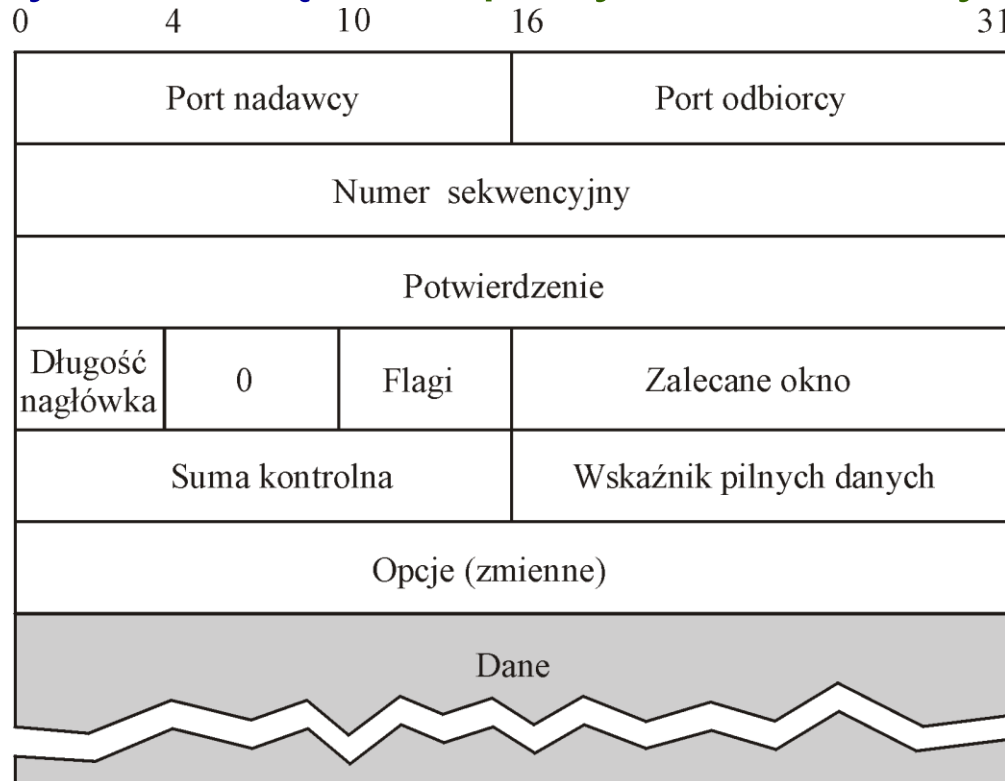 0 4 10 16 31
Port nadawcy Port odbiorcy
Numer sekwencyjny
Potwierdzenie
Długość
nagłówka
0
Flagi
Zalecane okno
Suma kontrolna Wskaźnik pilnych danych
Opcje (zmienne)
Dane